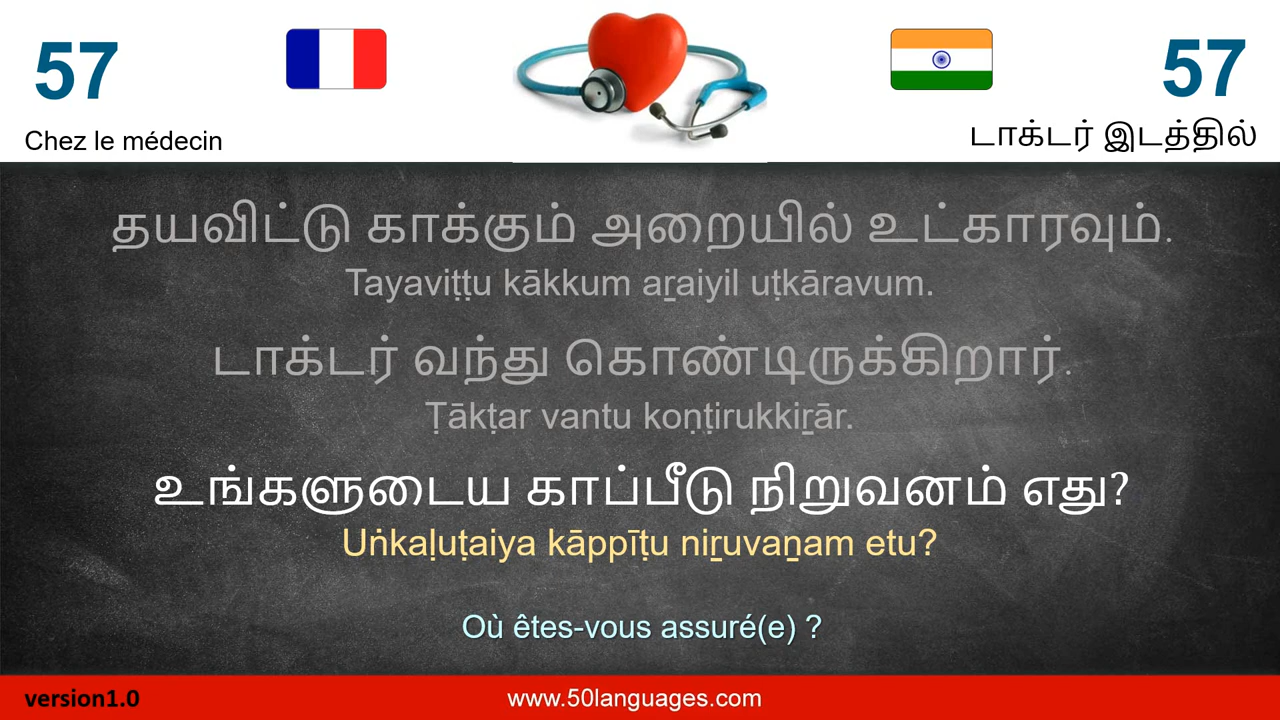 57
57
Chez le médecin
டாக்டர் இடத்தில்
தயவிட்டு காக்கும் அறையில் உட்காரவும்.
Tayaviṭṭu kākkum aṟaiyil uṭkāravum.
டாக்டர் வந்து கொண்டிருக்கிறார்.
Ṭākṭar vantu koṇṭirukkiṟār.
உங்களுடைய காப்பீடு நிறுவனம் எது?
Uṅkaḷuṭaiya kāppīṭu niṟuvaṉam etu?
Où êtes-vous assuré(e) ?
version1.0
www.50languages.com